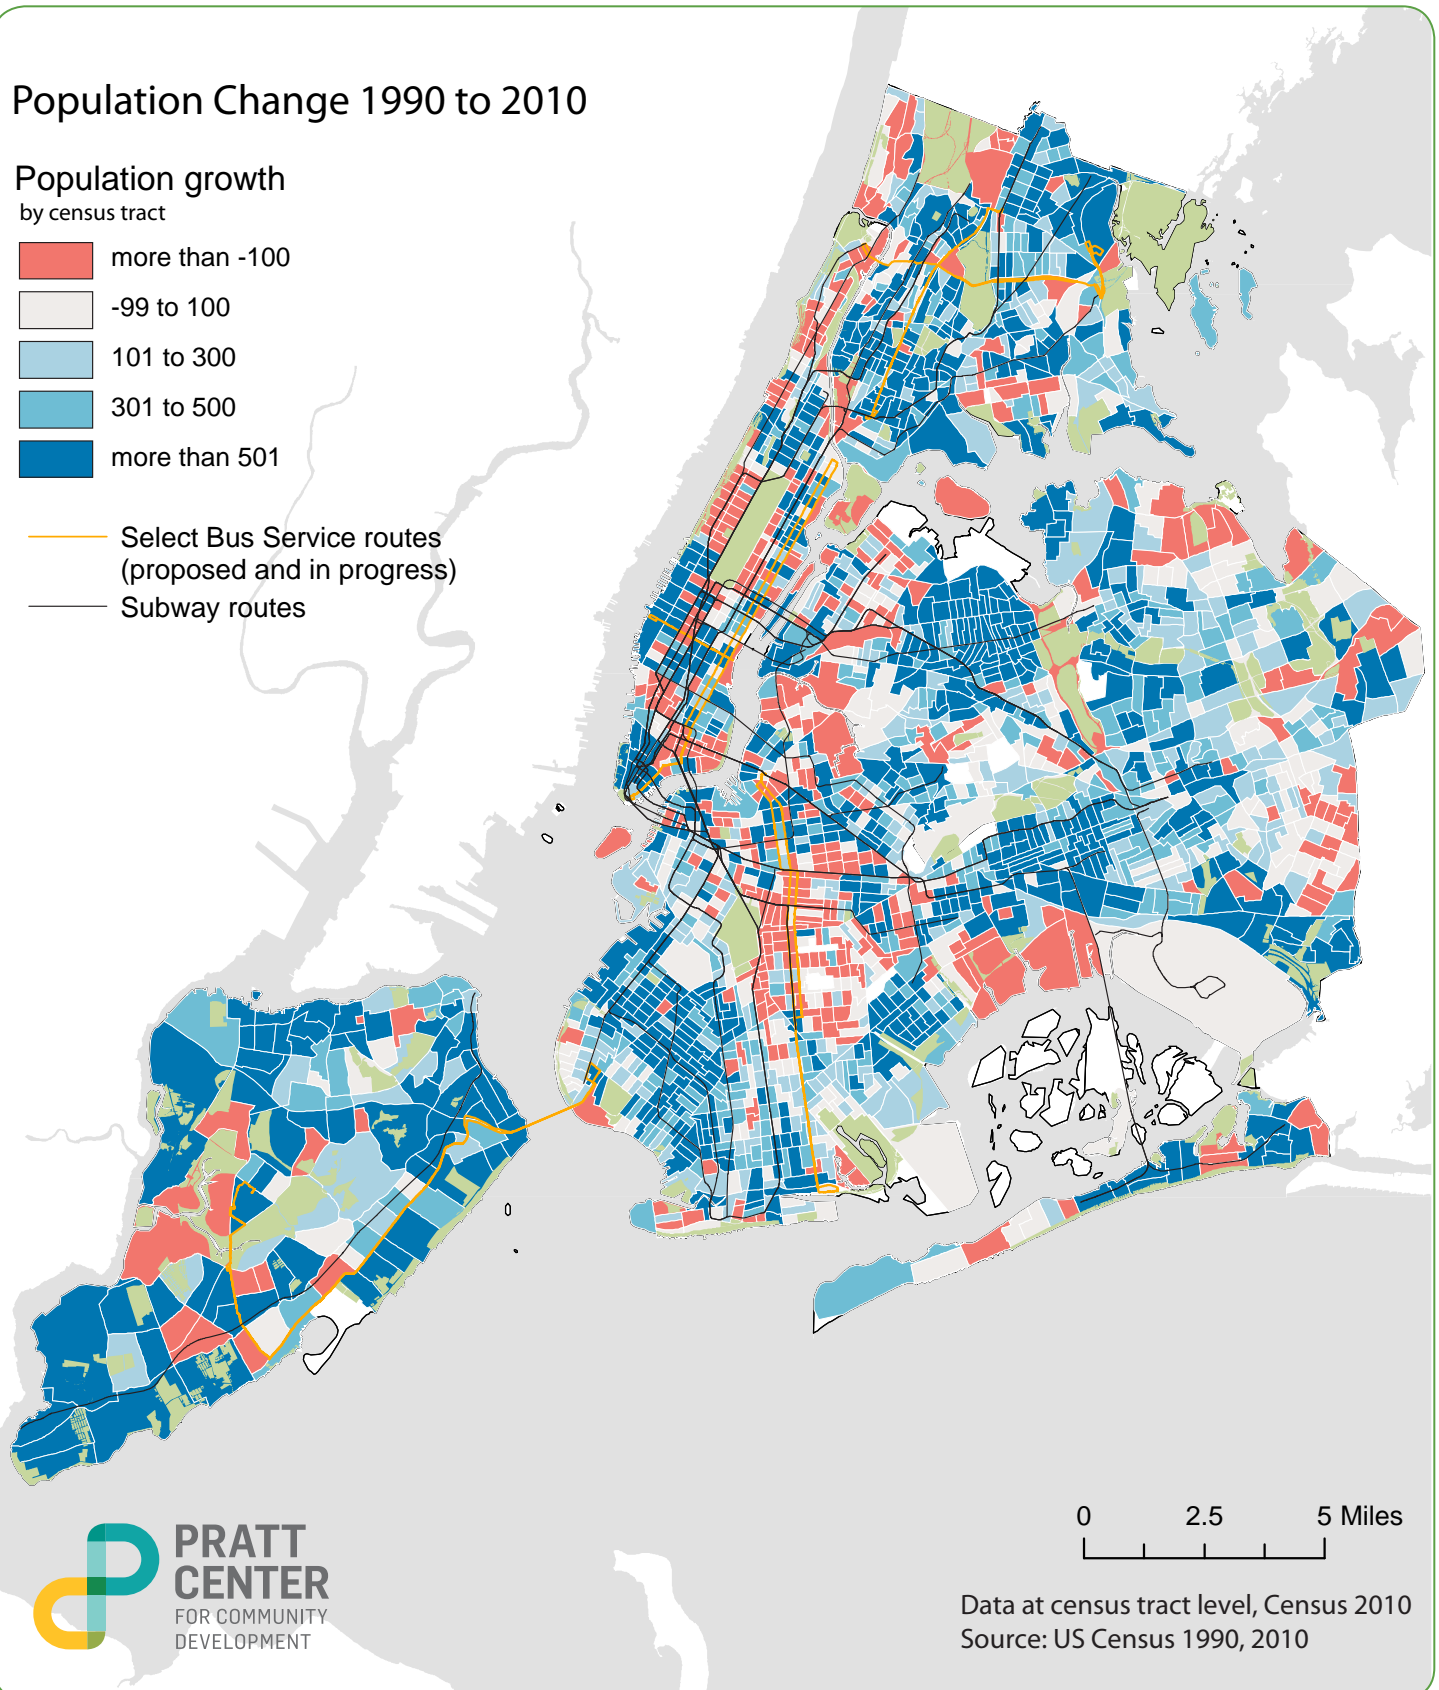 Population Change 1990 to 2010
Population growth
by census tract
more than -100
-99 to 100
101 to 300
301 to 500
more than 501
Select Bus Service routes
(proposed and in progress)
Subway routes
0 2.5 5 Miles
Data at census tract level, Census 2010
Source: US Census 1990, 2010
PRATT
CENTER
FOR COMMUNITY
DEVELOPMENT